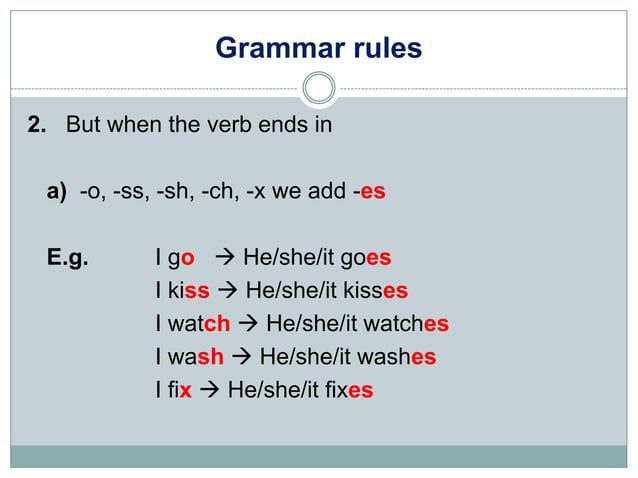 Grammar rules
2. But when the verb ends in
a) -o, -ss, -sh, -ch, -x we add -es
E.g. I go → He/she/it goes
I kiss → He/she/it kisses
I watch → He/she/it watches
I wash → He/she/it washes
I fix → He/she/it fixes